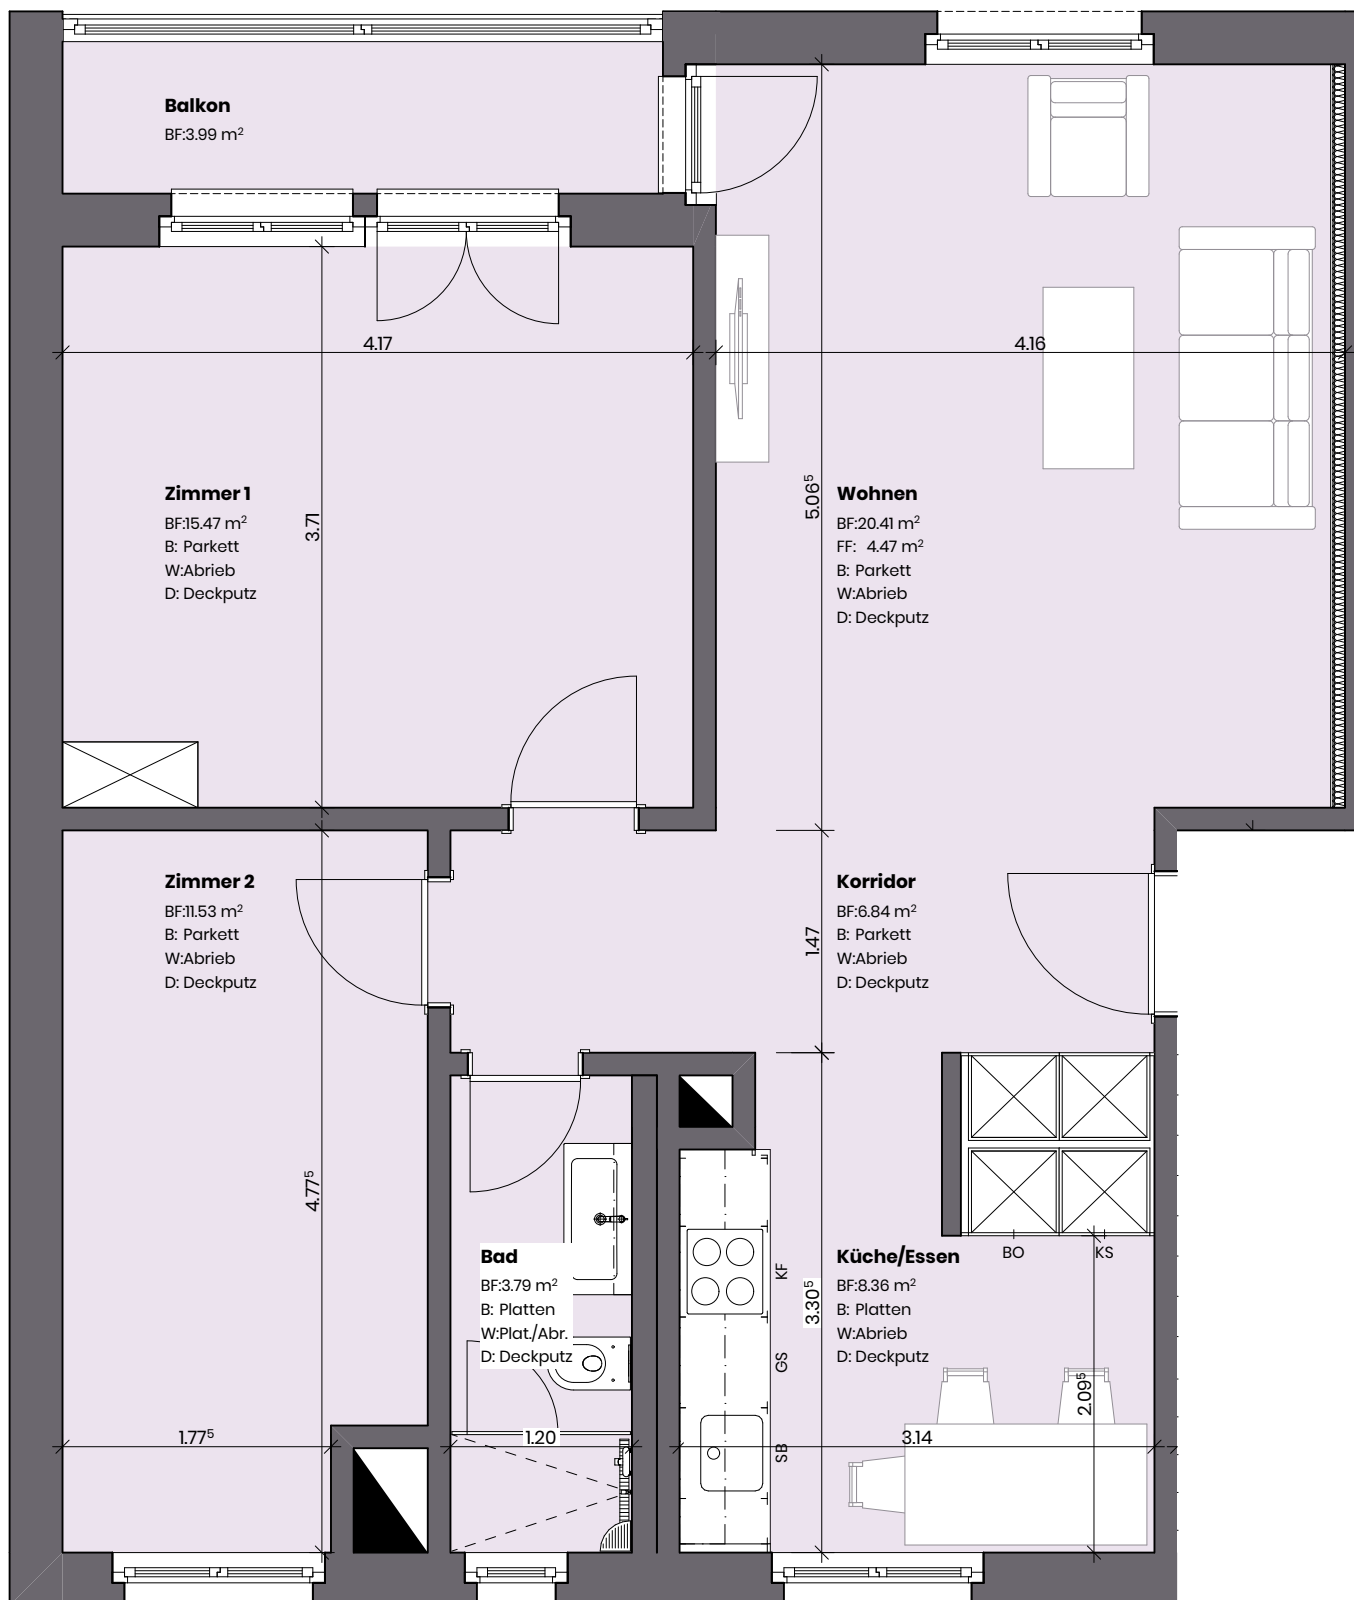 Balkon
BF:3.99 m²
4.17
4.16
Zimmer 1
BF:15.47 m²
B: Parkett
W:Abrieb
D: Deckputz
3.71
5.06⁵
Wohnen
BF:20.41 m²
FF: 4.47 m²
B: Parkett
W:Abrieb
D: Deckputz
Zimmer 2
BF:11.53 m²
B: Parkett
W:Abrieb
D: Deckputz
1.47
Korridor
BF:6.84 m²
B: Parkett
W:Abrieb
D: Deckputz
4.77⁵
Bad
BF:3.79 m²
B: Platten
W:Plat./Abr.
D: Deckputz
KF
GS
SB
3.30⁵
Küche/Essen
BF:8.36 m²
B: Platten
W:Abrieb
D: Deckputz
BO
KS
2.09⁵
1.77⁵
1.20
3.14